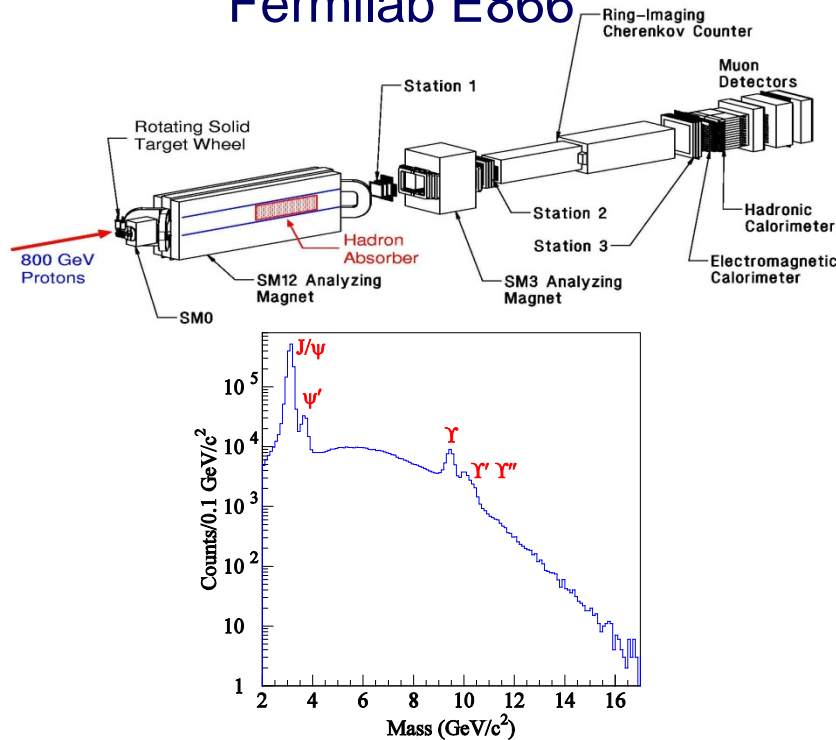 Fermilab E866
Ring-Imaging
Cherenkov Counter
Muon
Detectors
Station 1
Rotating Solid
Target Wheel
Station 2
Station 3
Hadronic
Calorimeter
Hadron
Absorber
800 GeV
Protons
SM12 Analyzing
Magnet
SM3 Analyzing
Magnet
Electromagnetic
Calorimeter
SM0
J/ψ
ψ′
ϒ
ϒ′ ϒ″
Counts/0.1 GeV/c²
10⁵
10⁴
10³
10²
10
1
2 4 6 8 10 12 14 16
Mass (GeV/c²)